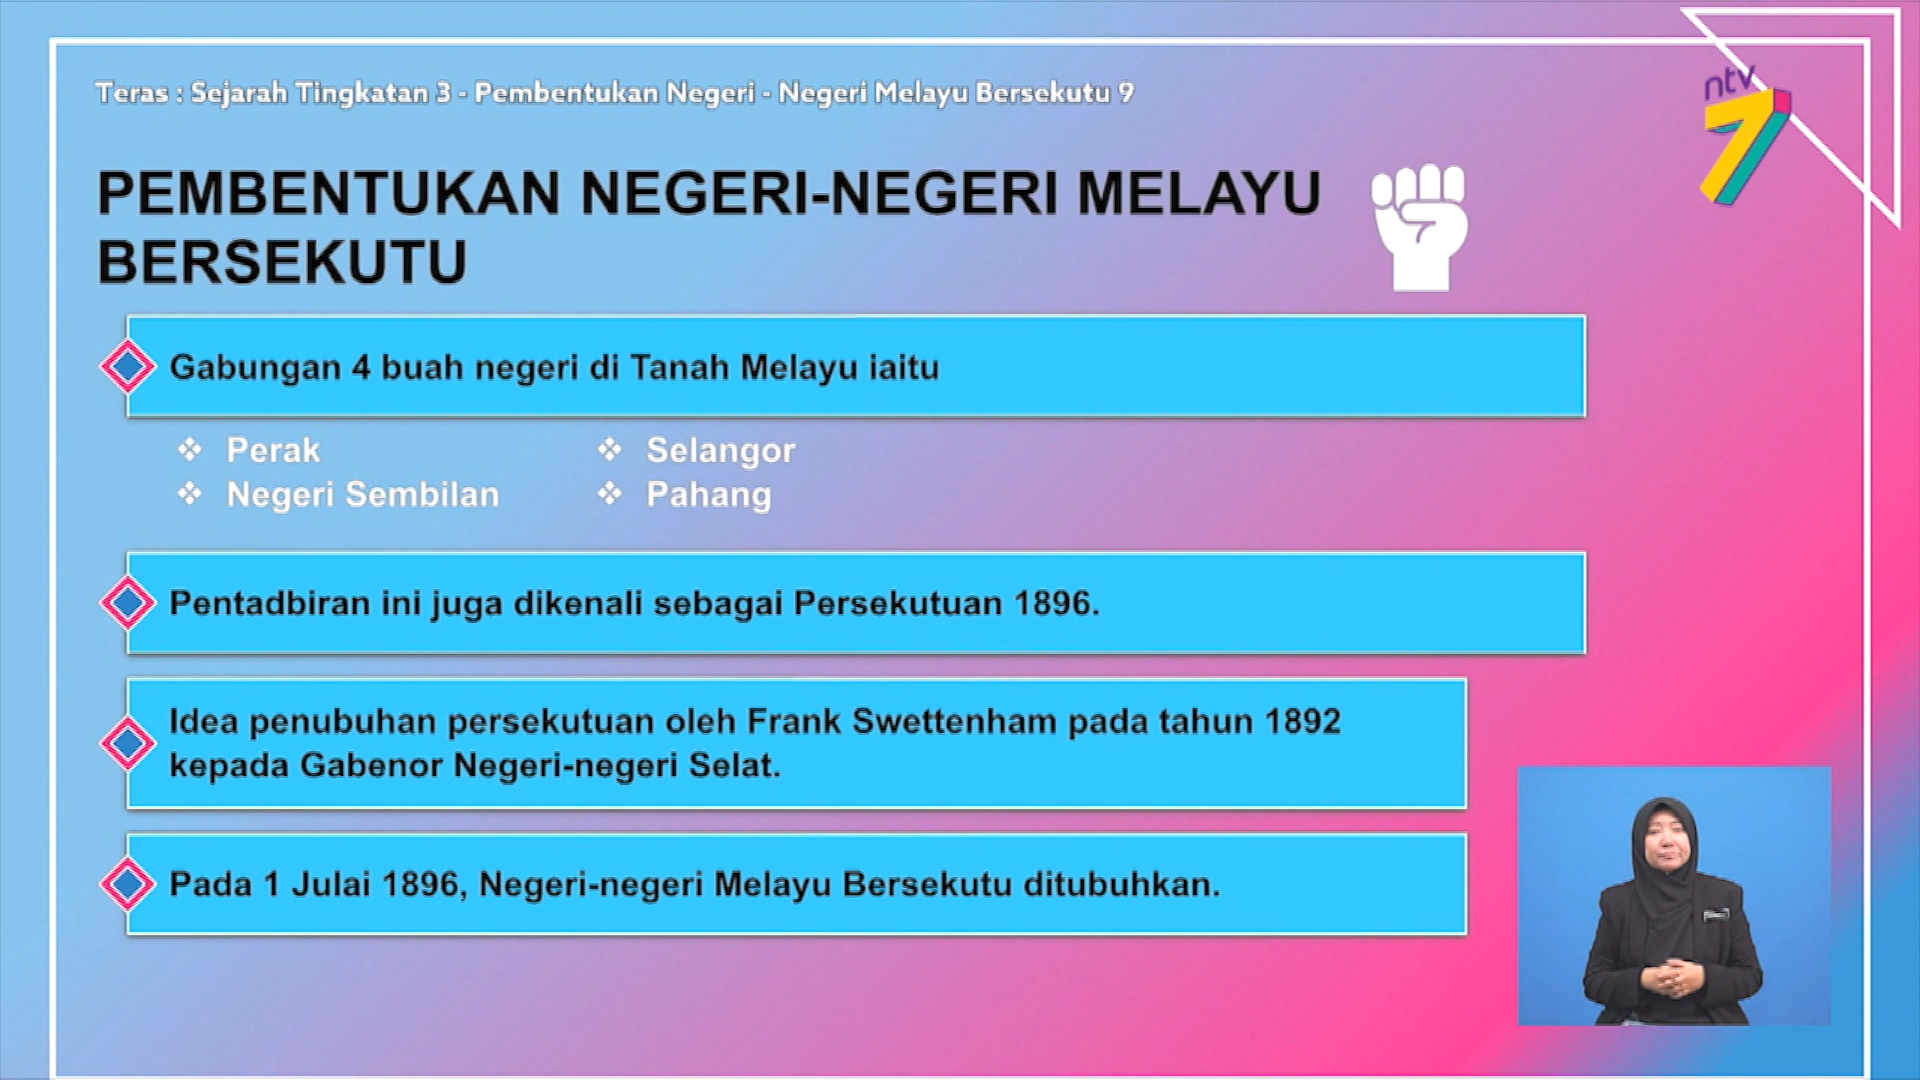 Teras : Sejarah Tingkatan 3 - Pembentukan Negeri - Negeri Melayu Bersekutu 9
ntv
7
PEMBENTUKAN NEGERI-NEGERI MELAYU
BERSEKUTU
Gabungan 4 buah negeri di Tanah Melayu iaitu
❖ Perak
❖ Selangor
❖ Negeri Sembilan
❖ Pahang
Pentadbiran ini juga dikenali sebagai Persekutuan 1896.
Idea penubuhan persekutuan oleh Frank Swettenham pada tahun 1892
kepada Gabenor Negeri-negeri Selat.
Pada 1 Julai 1896, Negeri-negeri Melayu Bersekutu ditubuhkan.